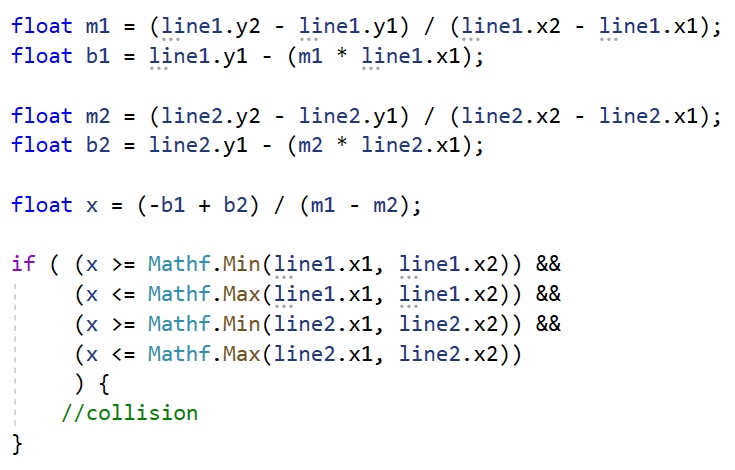 float m1 = (line1.y2 - line1.y1) / (line1.x2 - line1.x1);
float b1 = line1.y1 - (m1 * line1.x1);
float m2 = (line2.y2 - line2.y1) / (line2.x2 - line2.x1);
float b2 = line2.y1 - (m2 * line2.x1);
float x = (-b1 + b2) / (m1 - m2);
if ( (x >= Mathf.Min(line1.x1, line1.x2)) &&
(x <= Mathf.Max(line1.x1, line1.x2)) &&
(x >= Mathf.Min(line2.x1, line2.x2)) &&
(x <= Mathf.Max(line2.x1, line2.x2))
) {
//collision
}